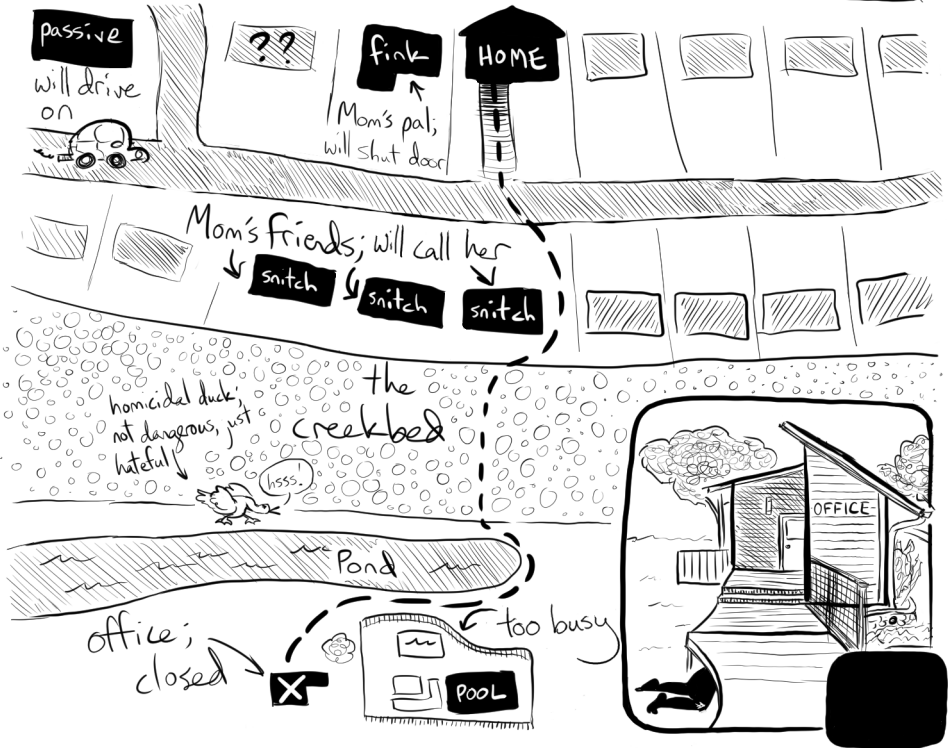 passive
will drive
on
??
fink
Mom's pal;
will shut door
HOME
Mom's friends; will call her
snitch
snitch
snitch
the
creekbed
homicidal duck;
not dangerous, just
hateful
hsss!
Pond
office;
closed
X
too busy
POOL
OFFICE